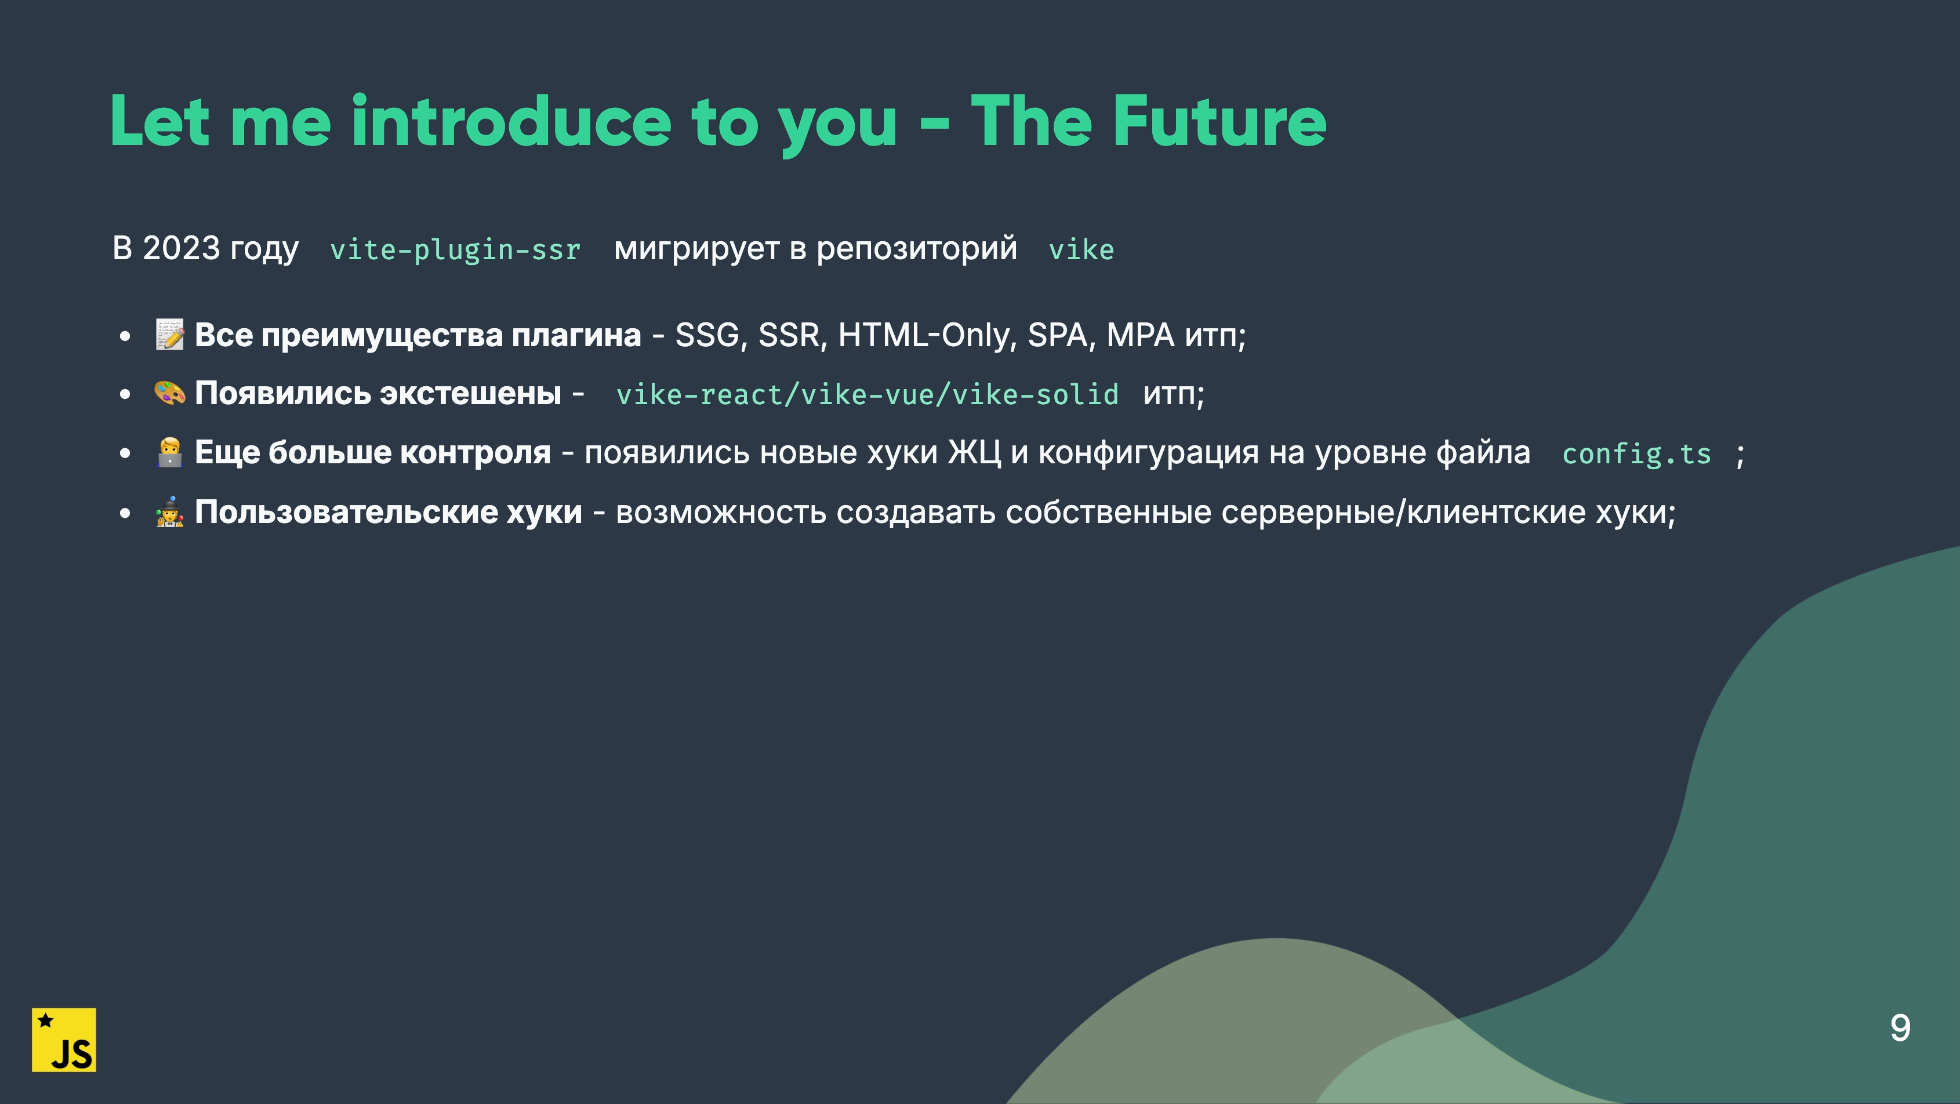 Let me introduce to you - The Future
В 2023 году vite-plugin-ssr мигрирует в репозиторий vike
• 📝 Все преимущества плагина - SSG, SSR, HTML-Only, SPA, MPA итп;
• 🎨 Появились экстешены - vike-react/vike-vue/vike-solid итп;
• 👨‍💻 Еще больше контроля - появились новые хуки ЖЦ и конфигурация на уровне файла config.ts ;
• 🤹 Пользовательские хуки - возможность создавать собственные серверные/клиентские хуки;
JS
9